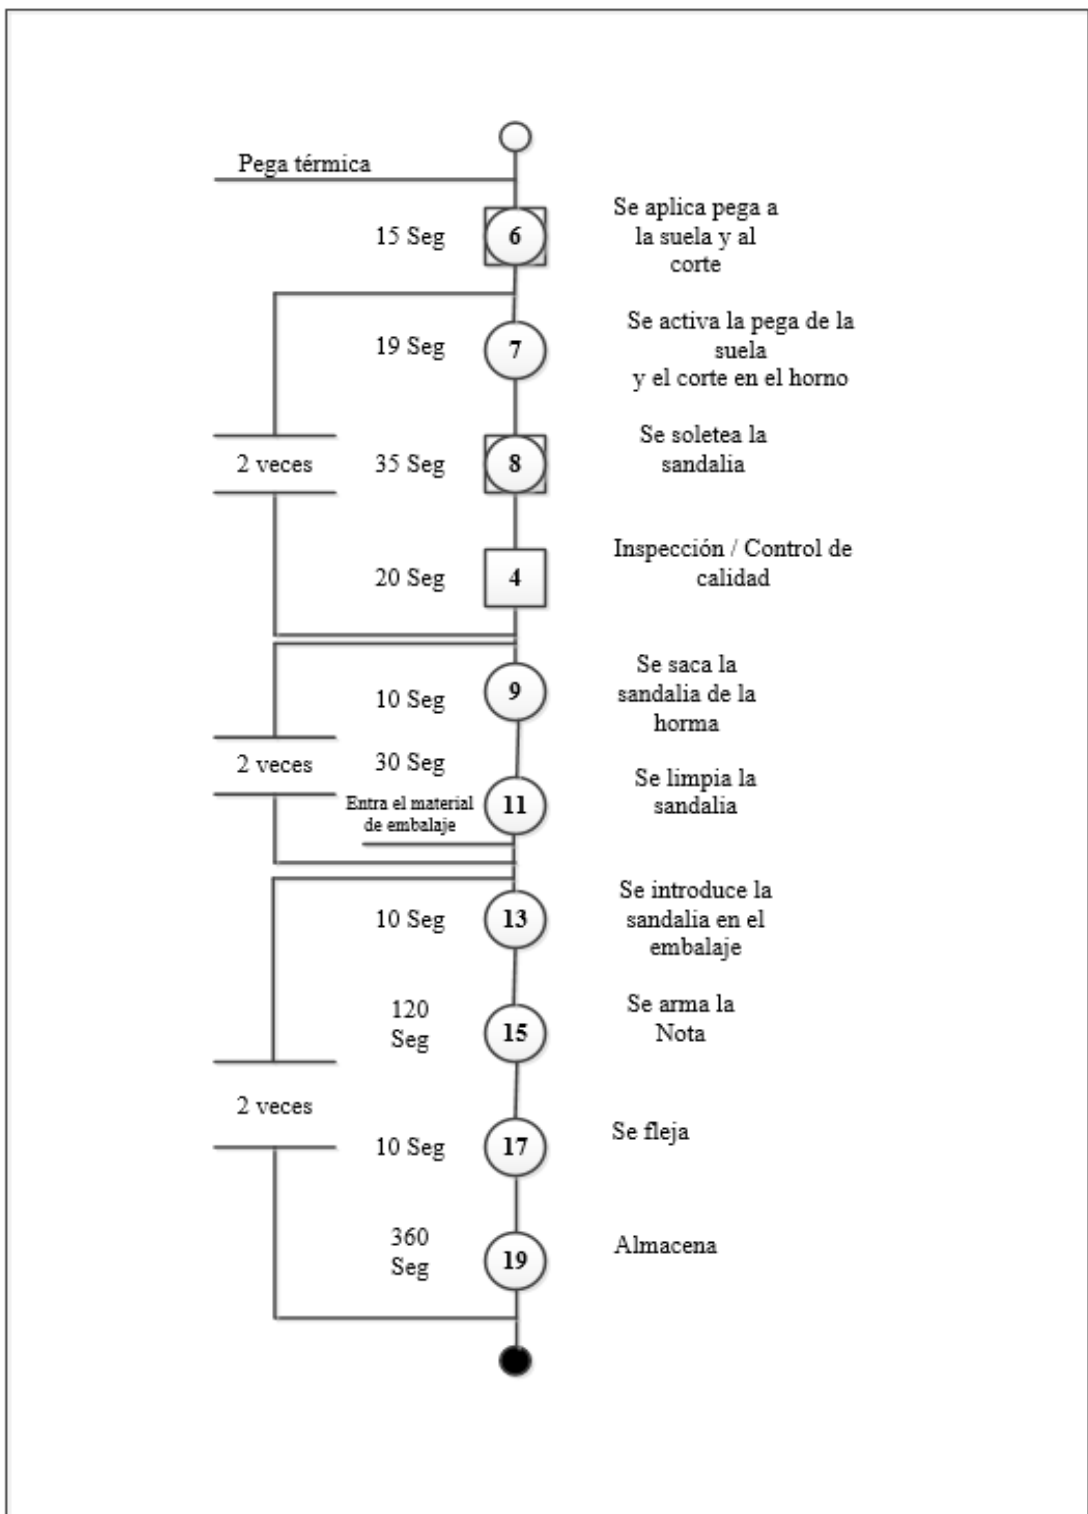 Pega térmica
15 Seg
6
Se aplica pega a
la suela y al
corte
19 Seg
7
Se activa la pega de la
suela
y el corte en el horno
2 veces
35 Seg
8
Se soletea la
sandalia
20 Seg
4
Inspección / Control de
calidad
10 Seg
9
Se saca la
sandalia de la
horma
2 veces
30 Seg
Entra el material
de embalaje
11
Se limpia la
sandalia
10 Seg
13
Se introduce la
sandalia en el
embalaje
120
Seg
15
Se arma la
Nota
2 veces
10 Seg
17
Se fleja
360
Seg
19
Almacena